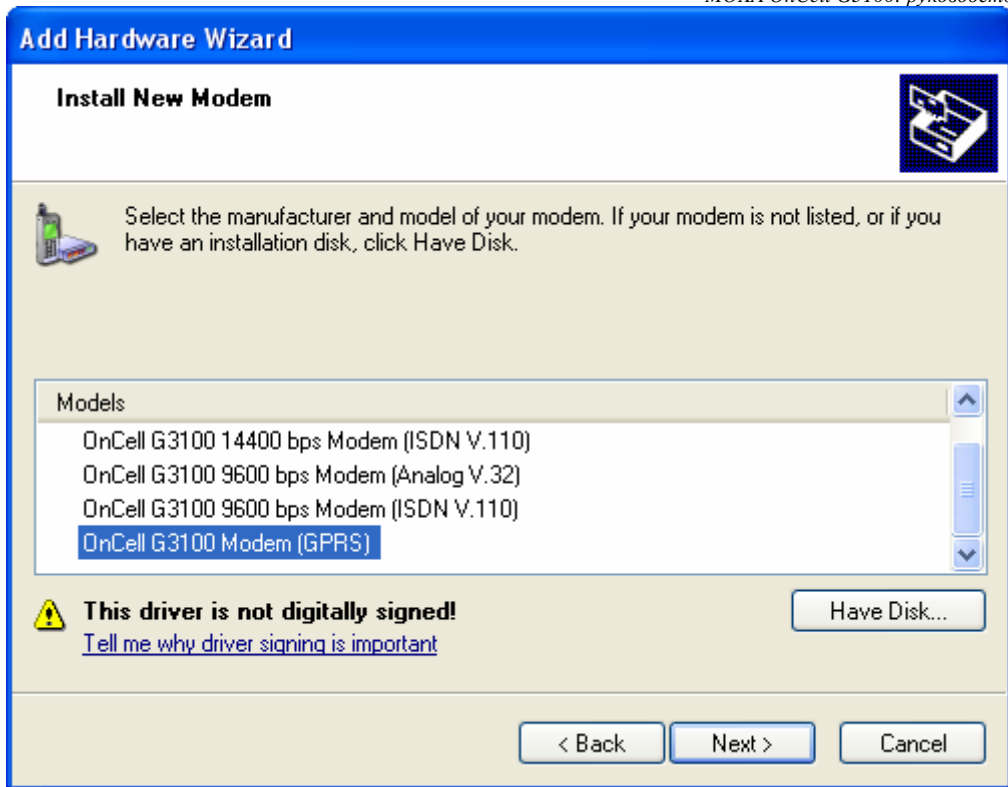 MOXA OnCell G3100: руководство
Add Hardware Wizard
Install New Modem
Select the manufacturer and model of your modem. If your modem is not listed, or if you
have an installation disk, click Have Disk.
Models
OnCell G3100 14400 bps Modem (ISDN V.110)
OnCell G3100 9600 bps Modem (Analog V.32)
OnCell G3100 9600 bps Modem (ISDN V.110)
OnCell G3100 Modem (GPRS)
This driver is not digitally signed!
Have Disk...
Tell me why driver signing is important
< Back
Next >
Cancel